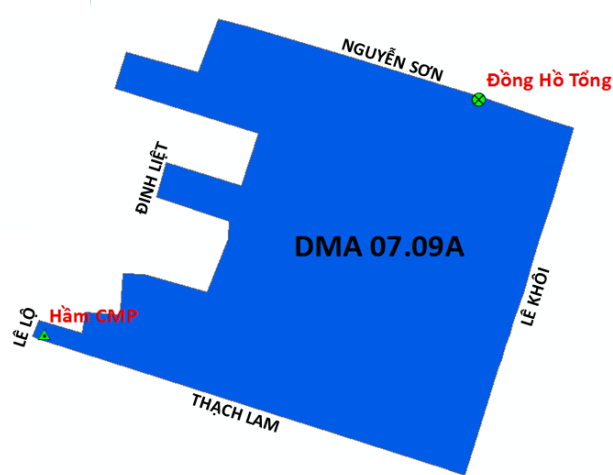 NGUYỄN SƠN
Đồng Hồ Tổng
ĐINH LIỆT
DMA 07.09A
LÊ KHÔI
LÊ LỘ
Hầm CMP
THẠCH LAM